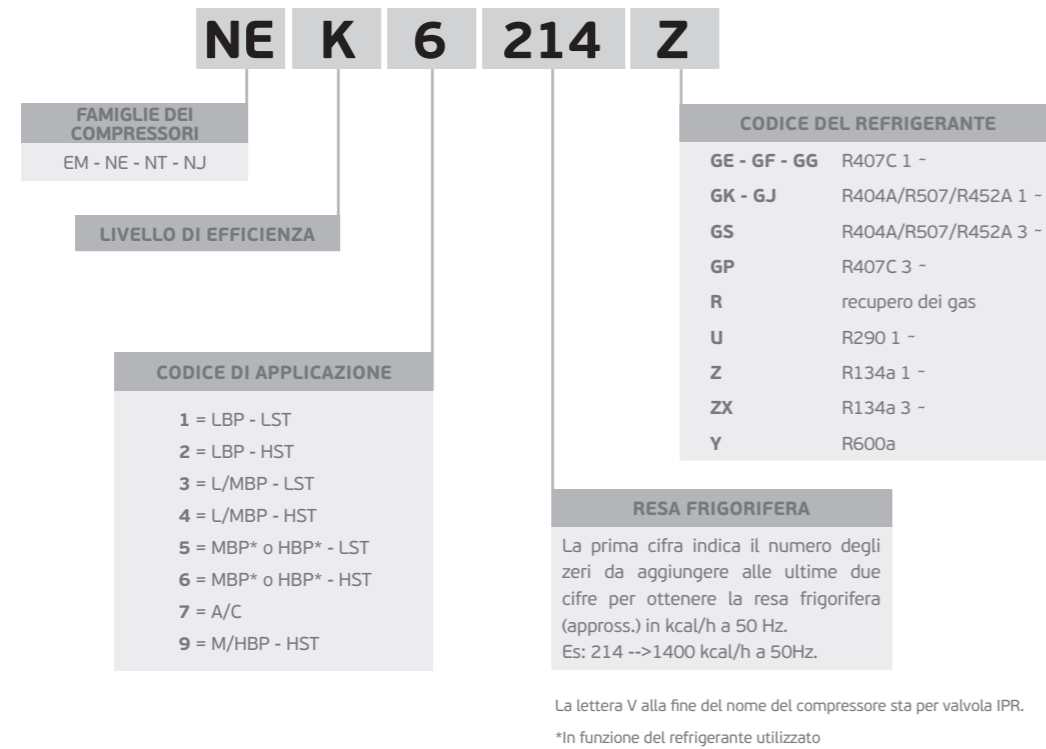 NE K 6 214 Z
FAMIGLIE DEI
COMPRESSORI
EM - NE - NT - NJ
LIVELLO DI EFFICIENZA
CODICE DI APPLICAZIONE
1 = LBP - LST
2 = LBP - HST
3 = L/MBP - LST
4 = L/MBP - HST
5 = MBP* o HBP* - LST
6 = MBP* o HBP* - HST
7 = A/C
9 = M/HBP - HST
CODICE DEL REFRIGERANTE
GE - GF - GG R407C 1 ~
GK - GJ R404A/R507/R452A 1 ~
GS R404A/R507/R452A 3 ~
GP R407C 3 ~
R recupero dei gas
U R290 1 ~
Z R134a 1 ~
ZX R134a 3 ~
Y R600a
RESA FRIGORIFERA
La prima cifra indica il numero degli
zeri da aggiungere alle ultime due
cifre per ottenere la resa frigorifera
(appross.) in kcal/h a 50 Hz.
Es: 214 -->1400 kcal/h a 50Hz.
La lettera V alla fine del nome del compressore sta per valvola IPR.
*In funzione del refrigerante utilizzato